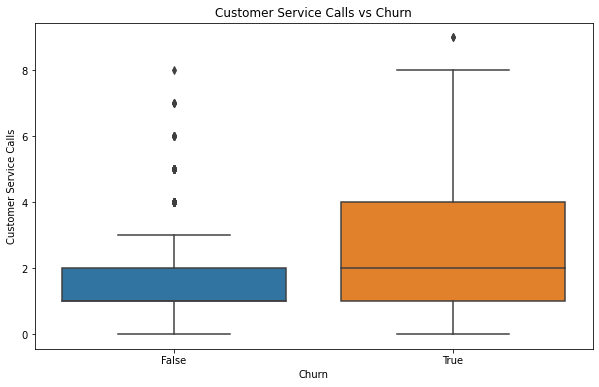 Customer Service Calls vs Churn
Customer Service Calls
8
6
4
2
0
False
True
Churn